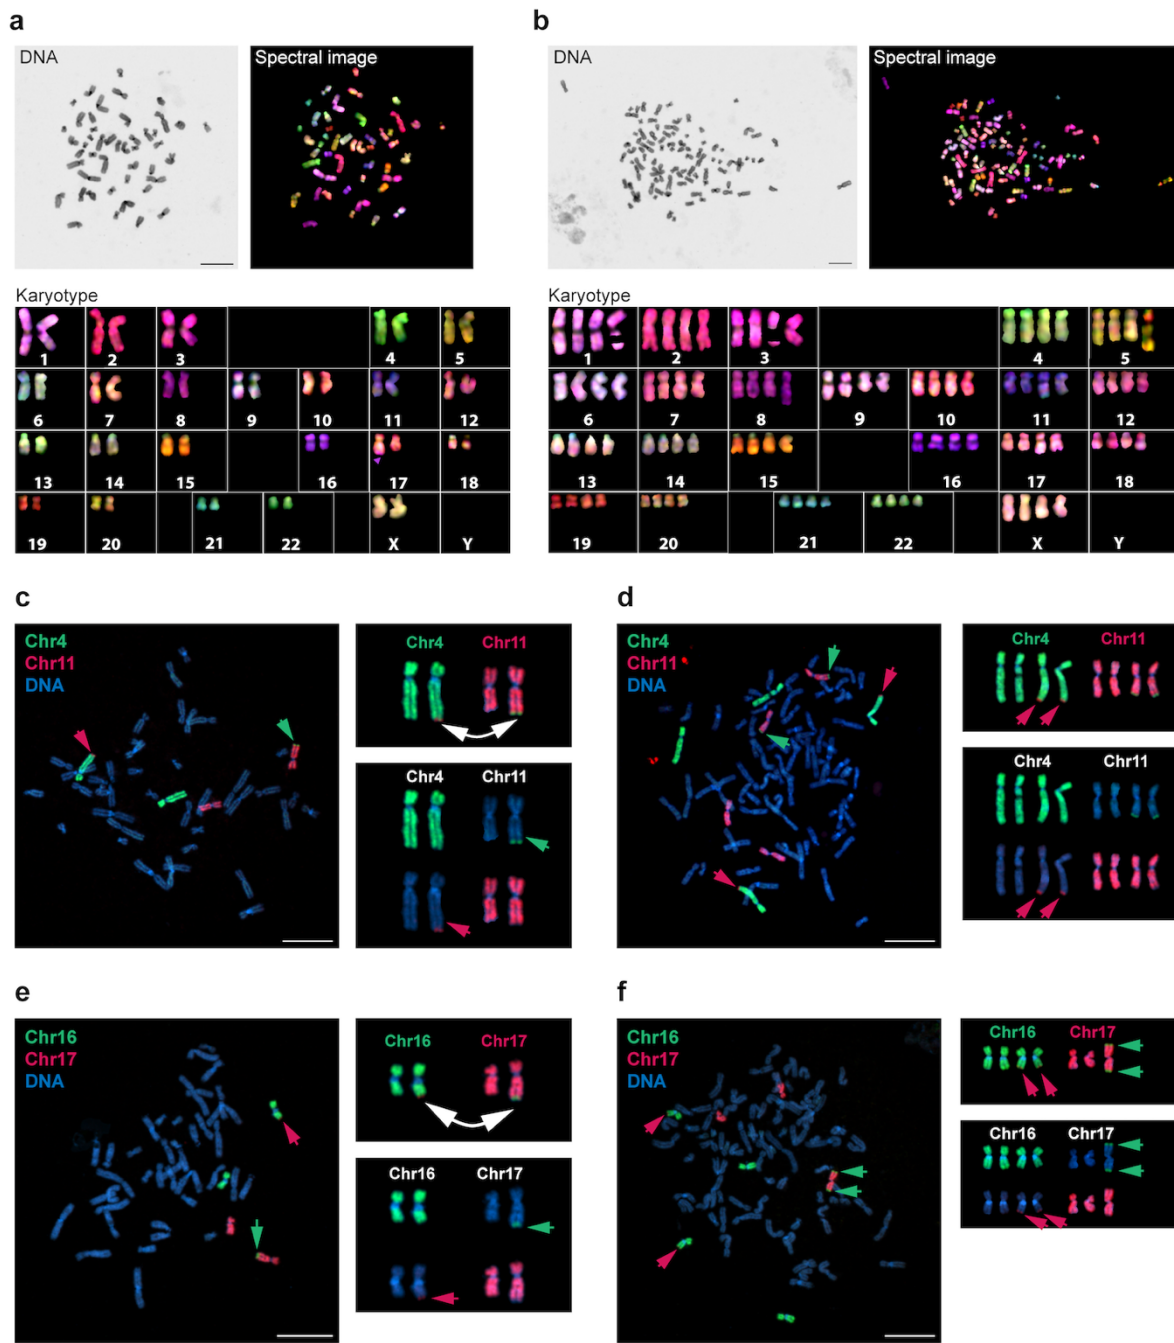 a
b
DNA
Spectral image
DNA
Spectral image
Karyotype
1 2 3 4 5
6 7 8 9 10 11 12
13 14 15 16 17 18
19 20 21 22 X Y
Karyotype
1 2 3 4 5
6 7 8 9 10 11 12
13 14 15 16 17 18
19 20 21 22 X Y
c
Chr4
Chr11
DNA
Chr4 Chr11
Chr4 Chr11
d
Chr4
Chr11
DNA
Chr4 Chr11
Chr4 Chr11
e
Chr16
Chr17
DNA
Chr16 Chr17
Chr16 Chr17
f
Chr16
Chr17
DNA
Chr16 Chr17
Chr16 Chr17